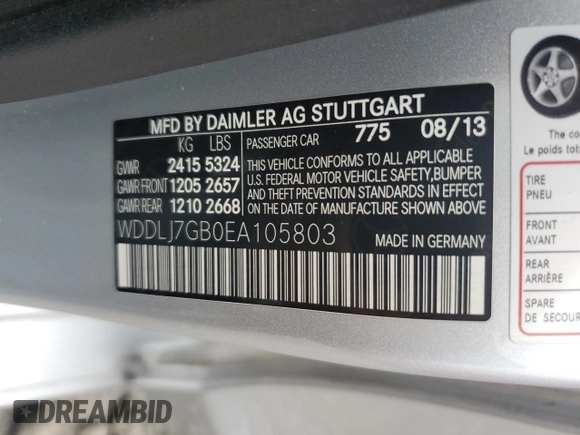 MFD BY DAIMLER AG STUTTGART
KG LBS
PASSENGER CAR 775 08/13
GVWR 2415 5324
GAWR FRONT 1205 2657
GAWR REAR 1210 2668
THIS VEHICLE CONFORMS TO ALL APPLICABLE
U.S. FEDERAL MOTOR VEHICLE SAFETY, BUMPER
AND THEFT PREVENTION STANDARDS IN EFFECT
ON THE DATE OF MANUFACTURE SHOWN ABOVE
WDDLJ7GB0EA105803
MADE IN GERMANY
The co
Le poids total
TIRE
PNEU
FRONT
AVANT
REAR
ARRIÈRE
SPARE
DE SECOUR
DREAMBID